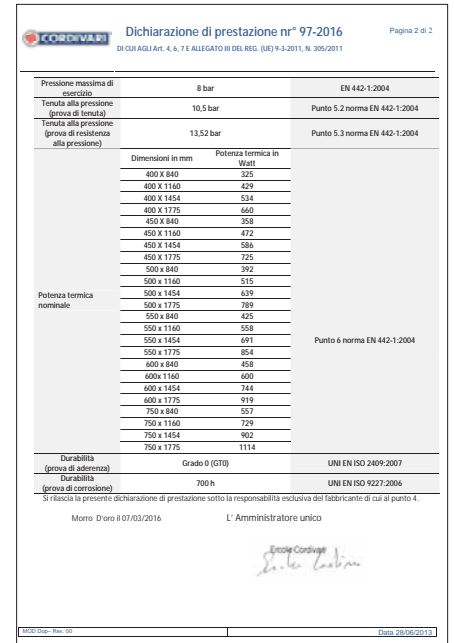 CORDIVARI
Dichiarazione di prestazione nr° 97-2016
Pagina 2 di 2
DI CUI AGLI Art. 4, 6, 7 E ALLEGATO III DEL REG. (UE) 9-3-2011, N. 305/2011
Pressione massima di esercizio 8 bar EN 442-1:2004
Tenuta alla pressione (prova di tenuta) 10,5 bar Punto 5.2 norma EN 442-1:2004
Tenuta alla pressione (prova di resistenza alla pressione) 13,52 bar Punto 5.3 norma EN 442-1:2004
Potenza termica nominale
Dimensioni in mm Potenza termica in Watt
400 X 840 325
400 X 1160 429
400 X 1454 534
400 X 1775 660
450 X 840 358
450 X 1160 472
450 X 1454 586
450 X 1775 725
500 x 840 392
500 x 1160 515
500 x 1454 639
500 x 1775 789
550 x 840 425
550 x 1160 558
550 x 1454 691
550 x 1775 854
600 x 840 458
600x 1160 600
600 x 1454 744
600 x 1775 919
750 x 840 557
750 x 1160 729
750 x 1454 902
750 x 1775 1114
Punto 6 norma EN 442-1:2004
Durabilità (prova di aderenza) Grado 0 (GT0) UNI EN ISO 2409:2007
Durabilità (prova di corrosione) 700 h UNI EN ISO 9227:2006
Si rilascia la presente dichiarazione di prestazione sotto la responsabilità esclusiva del fabbricante di cui al punto 4.
Morro D'oro il 07/03/2016 L' Amministratore unico
Ercole Cordivari
MOD Dop– Rev. 00 Data 28/06/2013